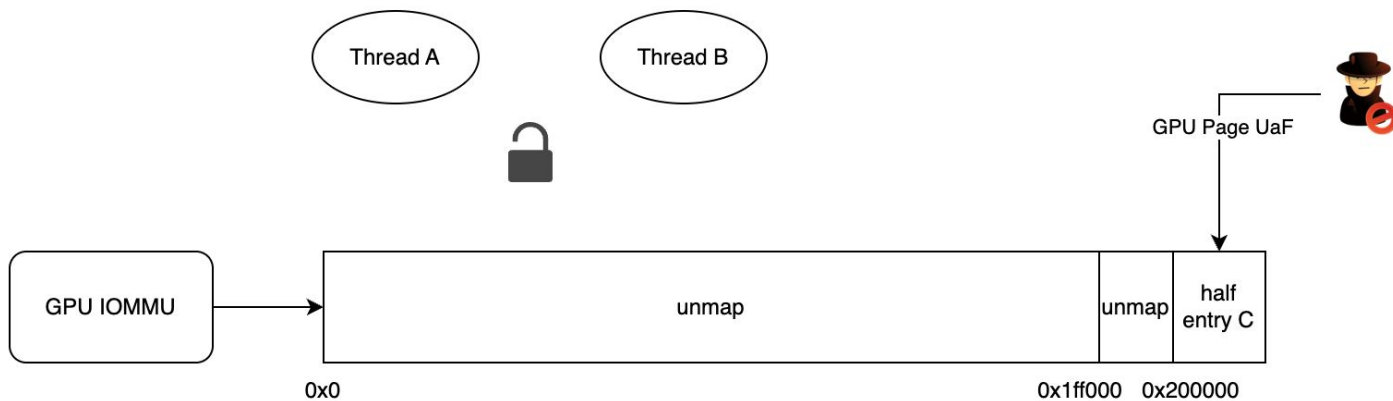 Thread A
Thread B
GPU Page UaF
GPU IOMMU
unmap
unmap
half
entry C
0x0
0x1ff000
0x200000